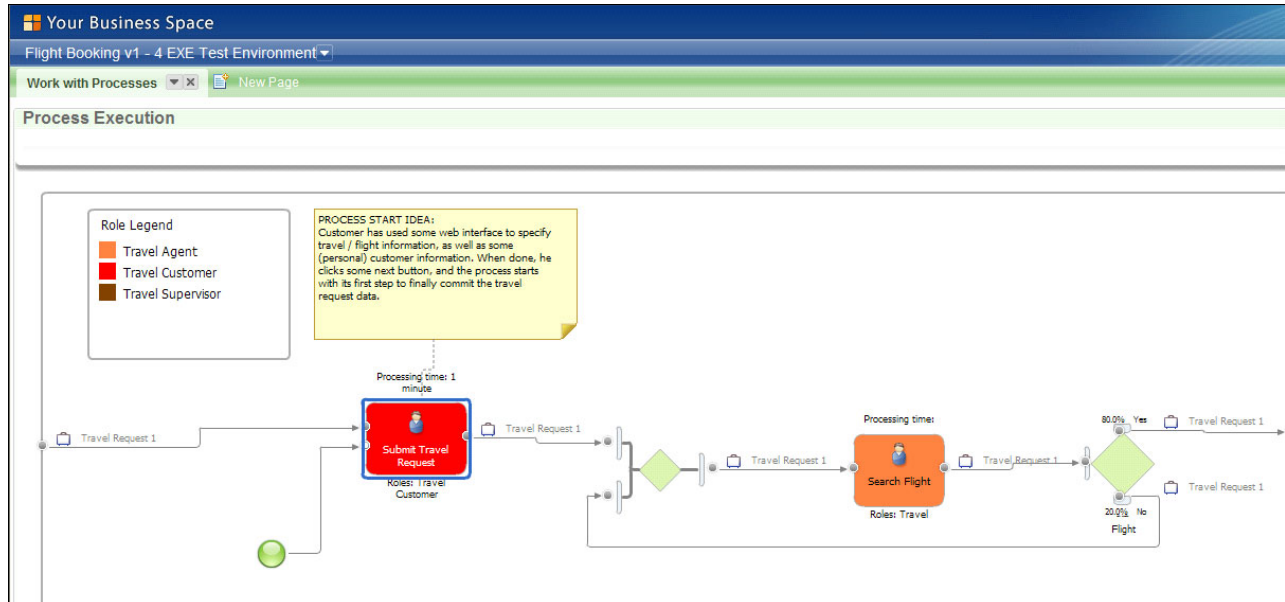 Your Business Space
Flight Booking v1 - 4 EXE Test Environment
Work with Processes
New Page
Process Execution
Role Legend
Travel Agent
Travel Customer
Travel Supervisor
PROCESS START IDEA:
Customer has used some web interface to specify
travel / flight information, as well as some
(personal) customer information. When done, he
clicks some next button, and the process starts
with its first step to finally commit the travel
request data.
Processing time: 1
minute
Travel Request 1
Submit Travel
Request
Roles: Travel
Customer
Travel Request 1
Travel Request 1
Processing time:
Search Flight
Roles: Travel
Travel Request 1
80.0% Yes
Travel Request 1
Travel Request 1
20.0% No
Flight